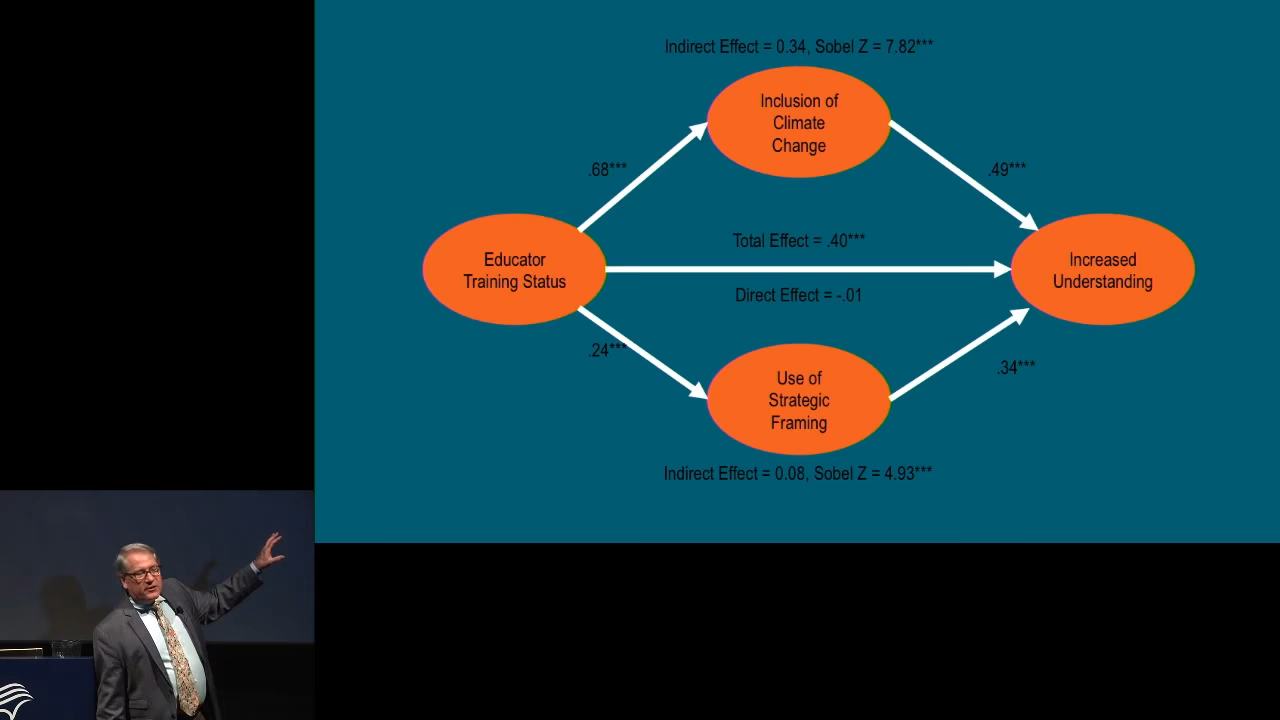 Indirect Effect = 0.34, Sobel Z = 7.82***
Inclusion of
Climate
Change
.68***
.49***
Total Effect = .40***
Educator
Training Status
Increased
Understanding
Direct Effect = -.01
.24***
Use of
Strategic
Framing
.34***
Indirect Effect = 0.08, Sobel Z = 4.93***